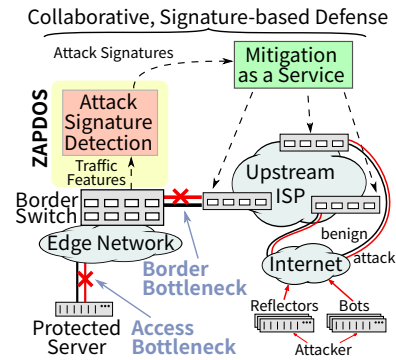 Collaborative, Signature-based Defense
Attack Signatures
Mitigation
as a Service
ZAPDOS
Attack
Signature
Detection
Traffic
Features
Border
Switch
Upstream
ISP
Edge Network
benign
Internet
attack
Border
Bottleneck
Reflectors
Bots
Protected
Server
Access
Bottleneck
Attacker